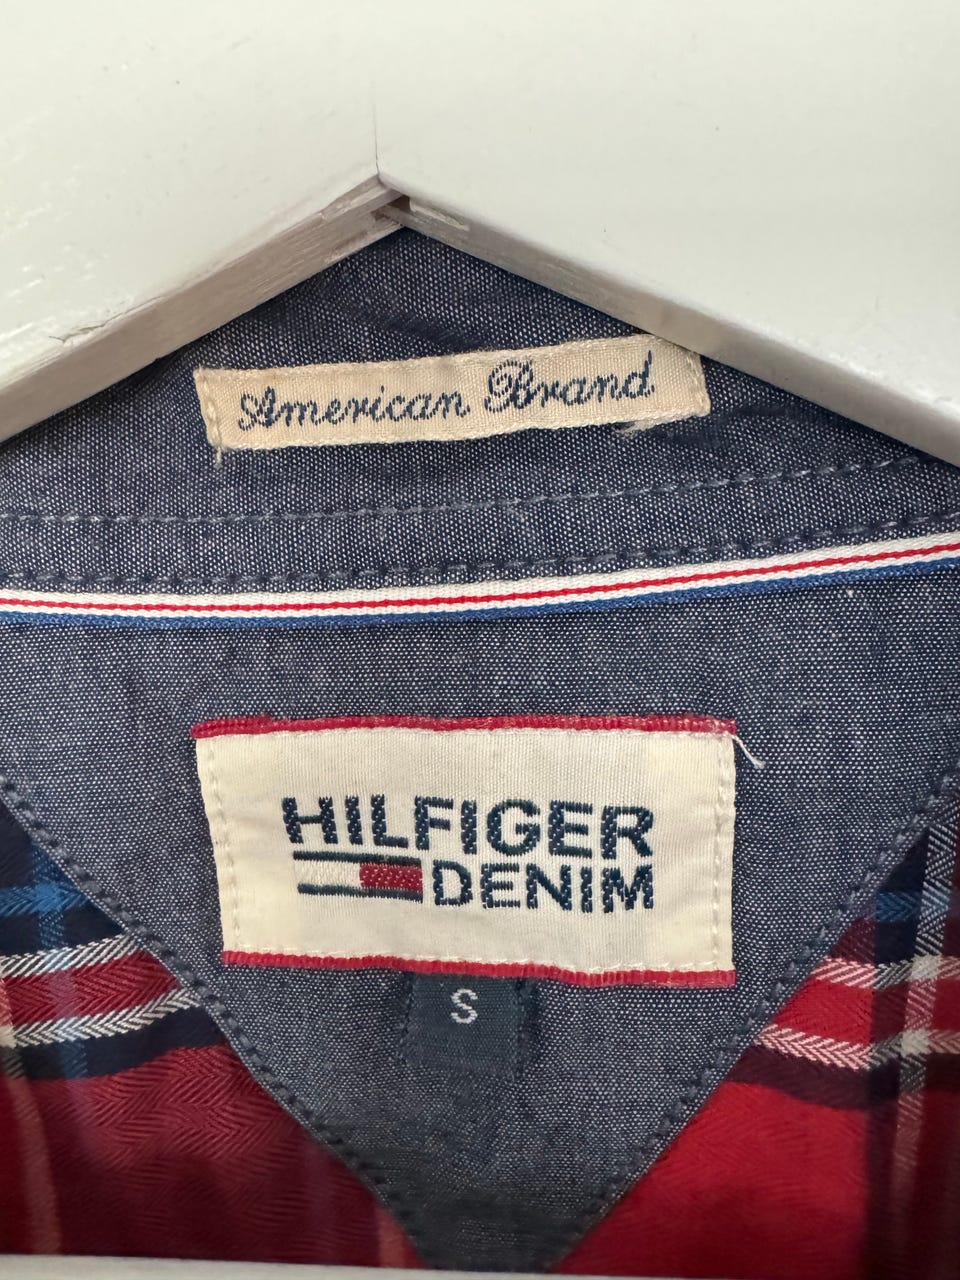 American Brand
HILFIGER
DENIM
S